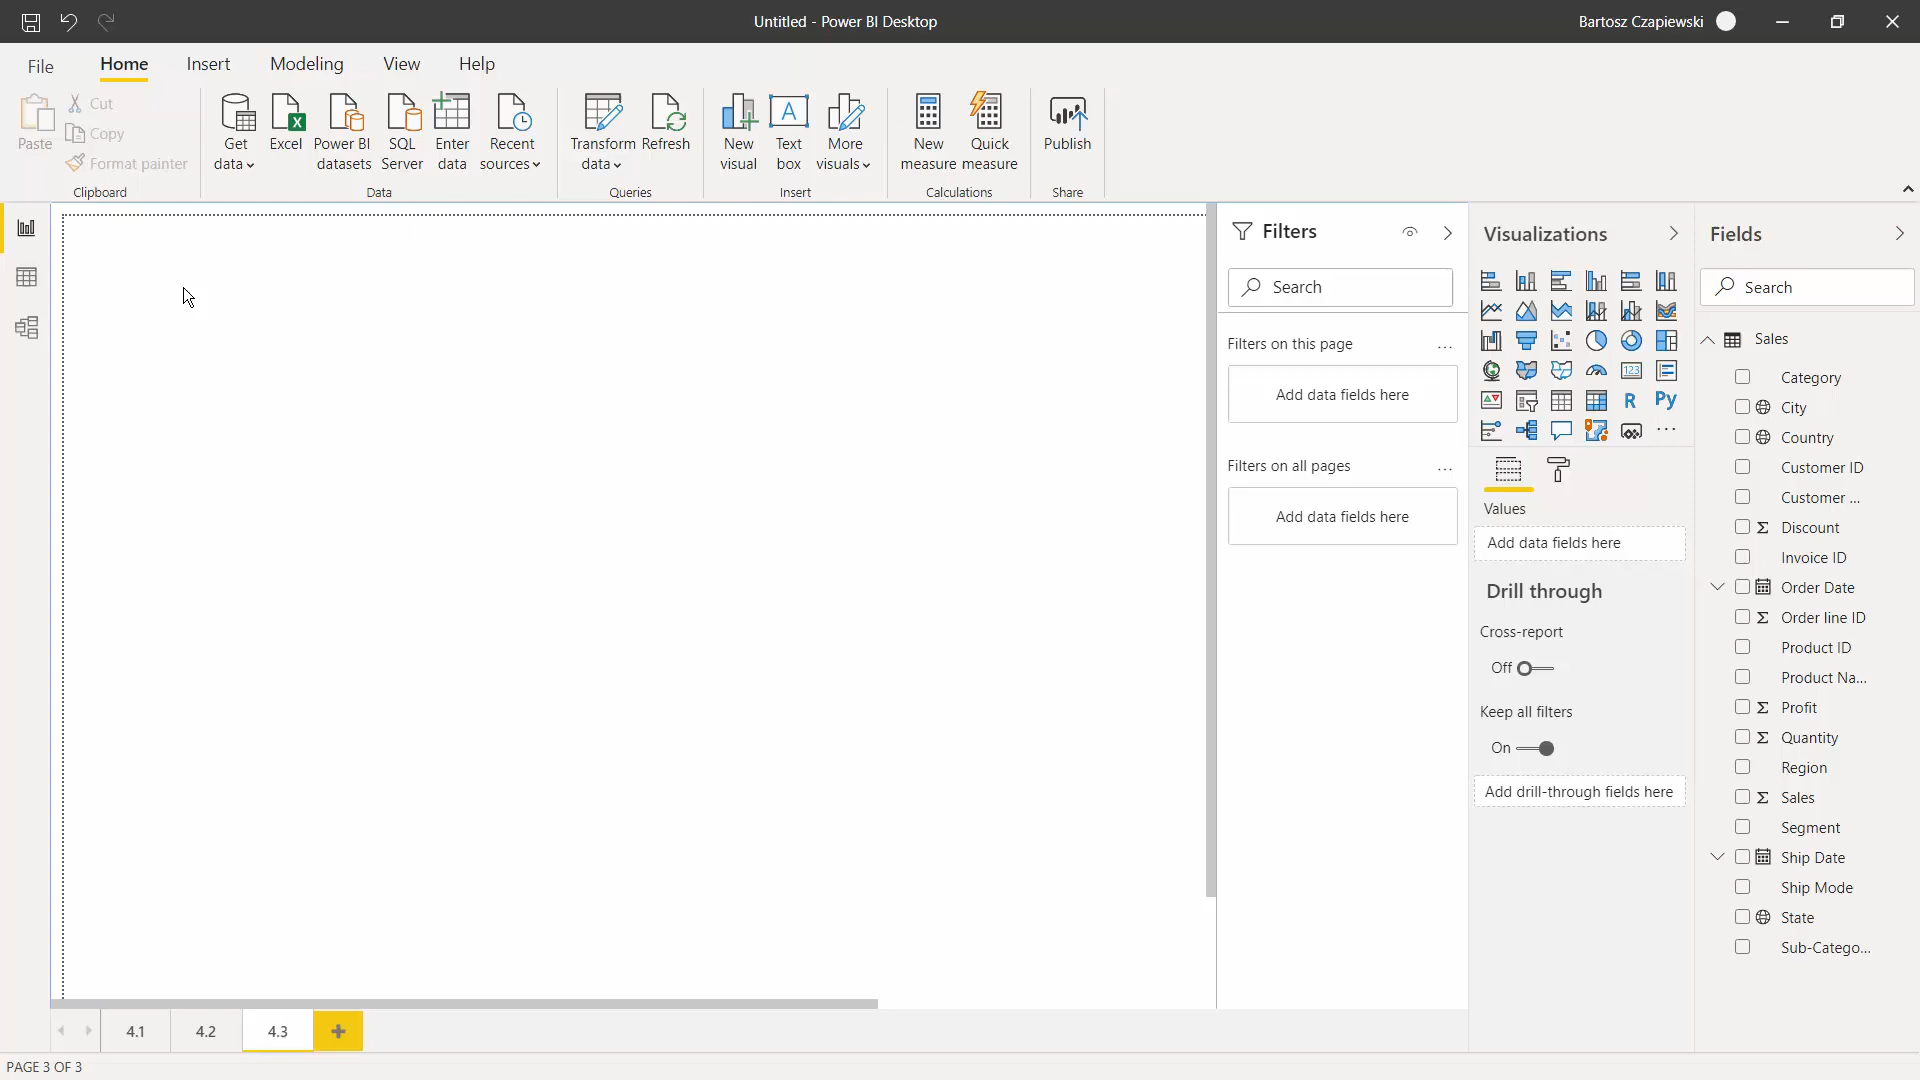 Untitled - Power BI Desktop
Bartosz Czapiewski
File
Home
Insert
Modeling
View
Help
Paste
Cut
Copy
Format painter
Clipboard
Get data
Excel
Power BI datasets
SQL Server
Enter data
Recent sources
Data
Transform data
Refresh
Queries
New visual
Text box
A
More visuals
Insert
New measure
Quick measure
Calculations
Publish
Share
Filters
Search
Filters on this page
...
Add data fields here
Filters on all pages
...
Add data fields here
Visualizations
123
R
Py
...
Values
Add data fields here
Drill through
Cross-report
Off
Keep all filters
On
Add drill-through fields here
Fields
Search
Sales
Category
City
Country
Customer ID
Customer ...
Σ Discount
Invoice ID
Order Date
Σ Order line ID
Product ID
Product Na...
Σ Profit
Σ Quantity
Region
Σ Sales
Segment
Ship Date
Ship Mode
State
Sub-Catego...
4.1
4.2
4.3
PAGE 3 OF 3